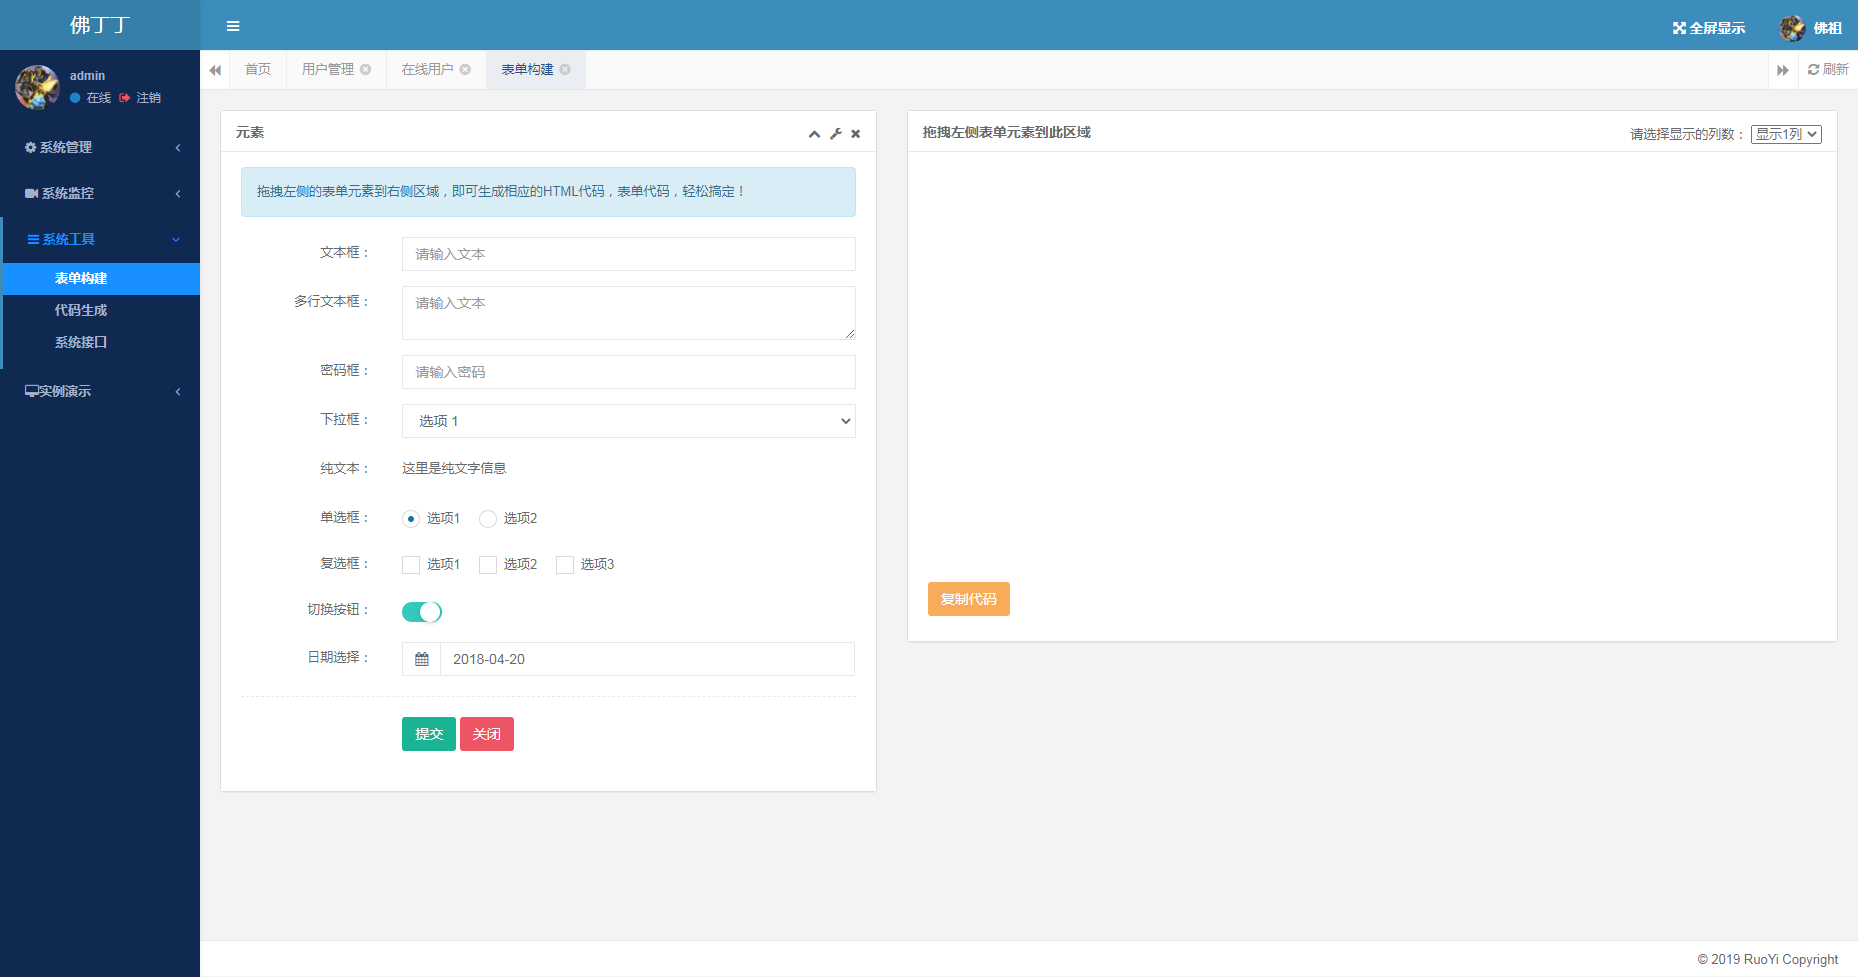 佛丁丁
全屏显示
佛祖
admin
在线 注销
系统管理
系统监控
系统工具
表单构建
代码生成
系统接口
实例演示
首页
用户管理
在线用户
表单构建
刷新
元素
拖拽左侧的表单元素到右侧区域，即可生成相应的HTML代码，表单代码，轻松搞定！
文本框： 请输入文本
多行文本框： 请输入文本
密码框： 请输入密码
下拉框： 选项 1
纯文本： 这里是纯文字信息
单选框： 选项1 选项2
复选框： 选项1 选项2 选项3
切换按钮：
日期选择： 2018-04-20
提交 关闭
拖拽左侧表单元素到此区域
请选择显示的列数： 显示1列
复制代码
© 2019 RuoYi Copyright